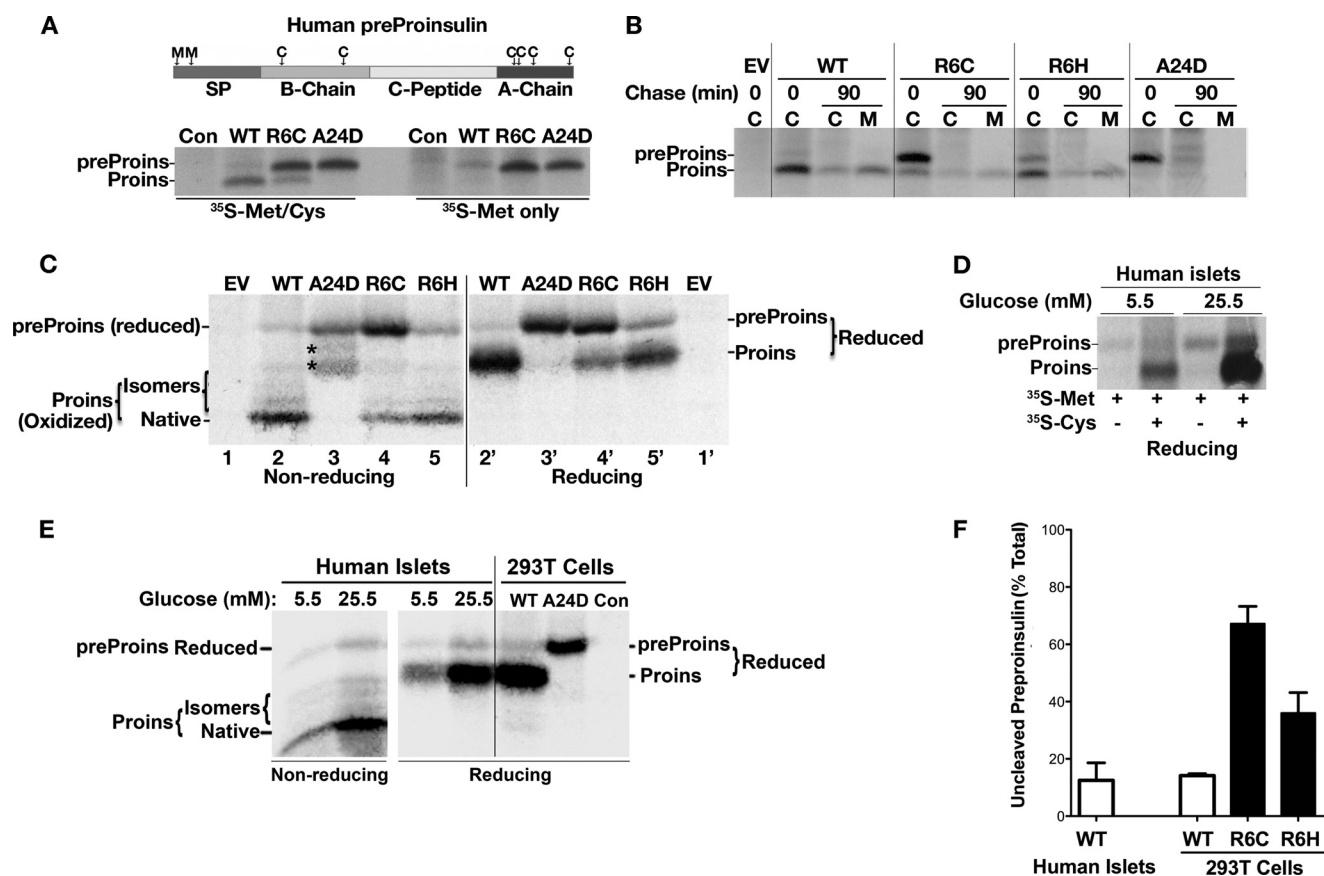 A
Human preProinsulin
MM C C CC C C
SP B-Chain C-Peptide A-Chain
Con WT R6C A24D Con WT R6C A24D
preProins
Proins
35S-Met/Cys 35S-Met only
B
EV WT R6C R6H A24D
Chase (min) 0 0 90 0 90 0 90 0 90
C C C M C C M C C M C C M
preProins
Proins
C
EV WT A24D R6C R6H WT A24D R6C R6H EV
preProins (reduced) preProins
Proins Reduced
Isomers
Proins
(Oxidized) Native
*
*
1 2 3 4 5 2' 3' 4' 5' 1'
Non-reducing Reducing
D
Human islets
Glucose (mM) 5.5 25.5
preProins
Proins
35S-Met + + + +
35S-Cys - + - +
Reducing
E
Human Islets 293T Cells
Glucose (mM): 5.5 25.5 5.5 25.5 WT A24D Con
preProins Reduced preProins
Proins Reduced
Isomers
Proins
Native
Non-reducing Reducing
F
Uncleaved Preproinsulin (% Total)
100
80
60
40
20
0
WT WT R6C R6H
Human Islets 293T Cells